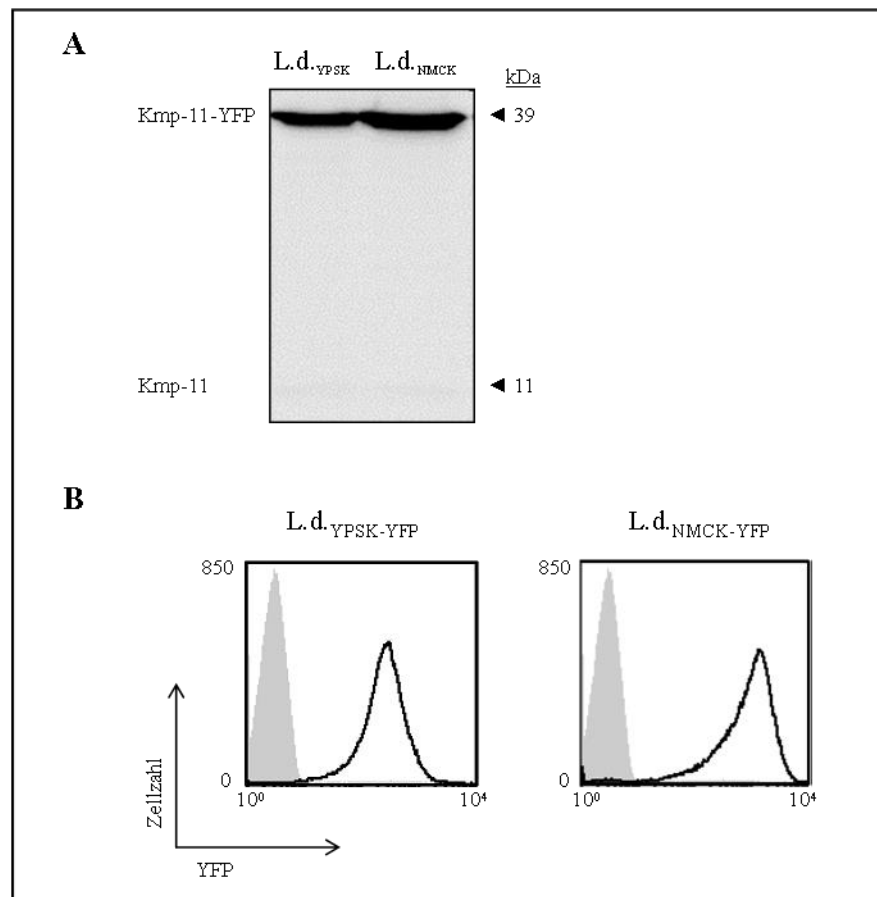 A
L.d.YPSK L.d.NMCK
kDa
Kmp-11-YFP ◄ 39
Kmp-11 ◄ 11
B
L.d.YPSK-YFP L.d.NMCK-YFP
850 850
0 0
10⁰ 10⁴ 10⁰ 10⁴
Zellzahl
YFP